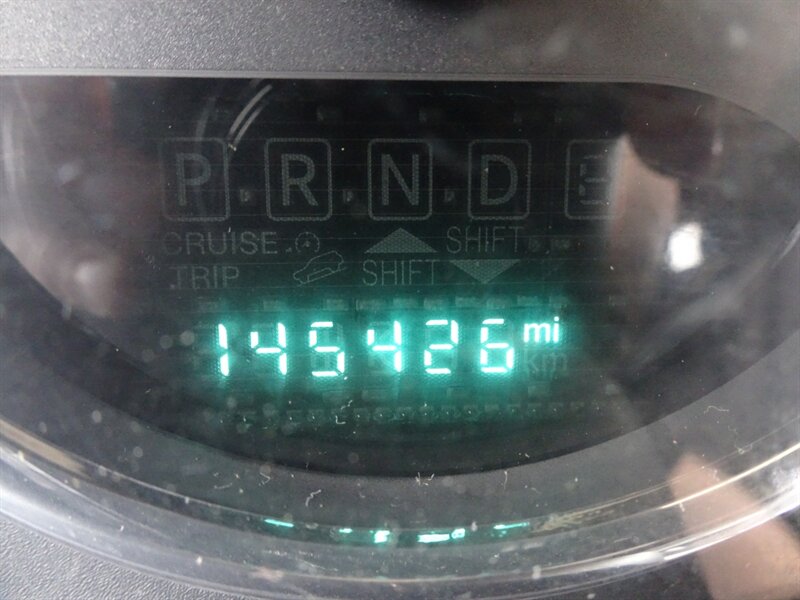 P R N D
CRUISE SHIFT
TRIP SHIFT
145426 mi
km